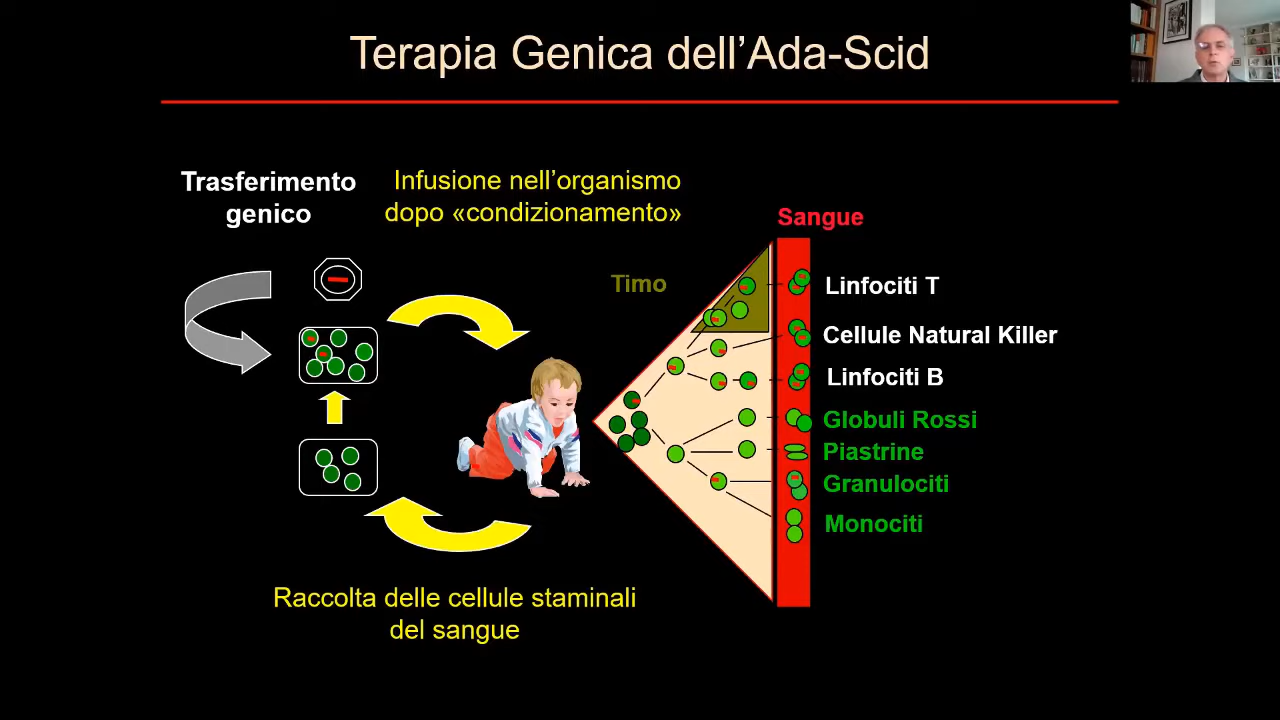 Terapia Genica dell’Ada-Scid
Trasferimento
genico
Infusione nell’organismo
dopo «condizionamento»
Sangue
Timo
Linfociti T
Cellule Natural Killer
Linfociti B
Globuli Rossi
Piastrine
Granulociti
Monociti
Raccolta delle cellule staminali
del sangue